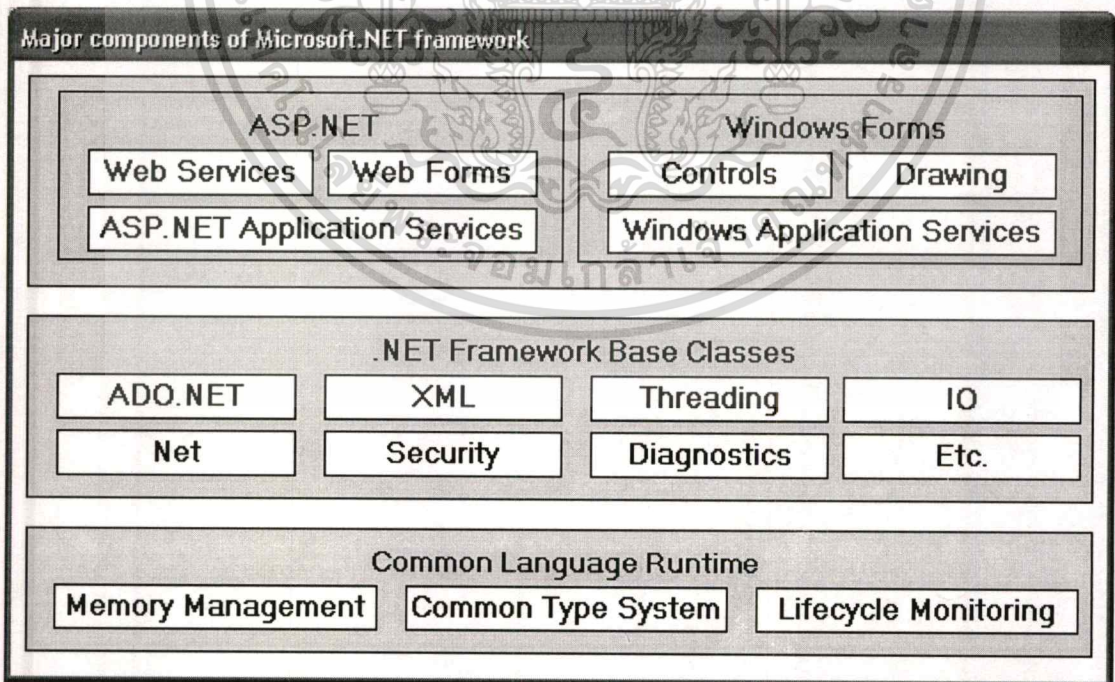 Major components of Microsoft.NET framework
ASP.NET
Web Services
Web Forms
ASP.NET Application Services
Windows Forms
Controls
Drawing
Windows Application Services
.NET Framework Base Classes
ADO.NET
XML
Threading
IO
Net
Security
Diagnostics
Etc.
Common Language Runtime
Memory Management
Common Type System
Lifecycle Monitoring